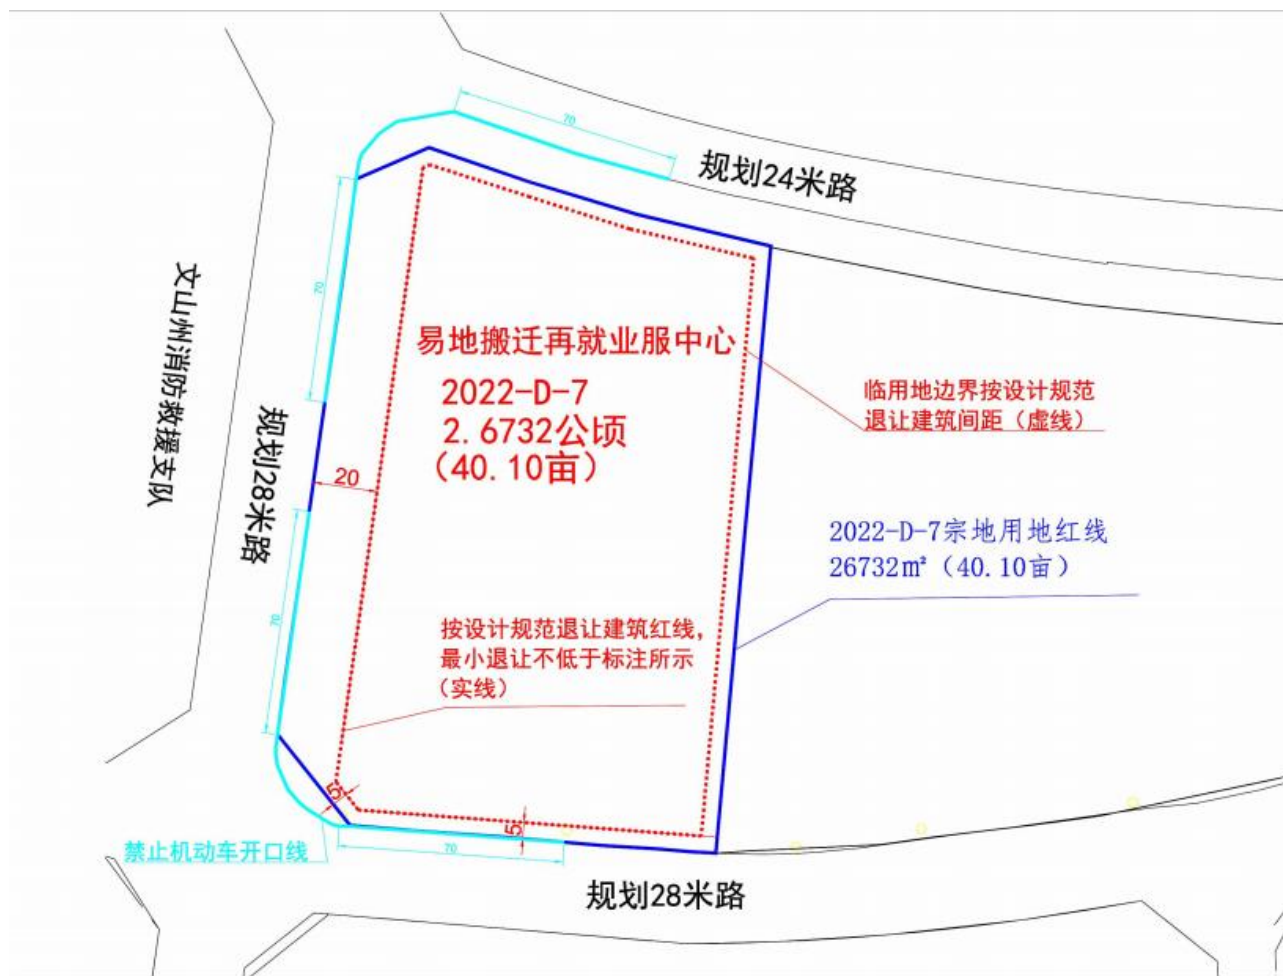 70
规划24米路
70
文山州消防救援支队
易地搬迁再就业服中心
2022-D-7
2.6732公顷
(40.10亩)
临用地边界按设计规范
退让建筑间距（虚线）
规划28米路
20
2022-D-7宗地用地红线
26732㎡（40.10亩）
70
按设计规范退让建筑红线，
最小退让不低于标注所示
（实线）
5
5
禁止机动车开口线
70
规划28米路